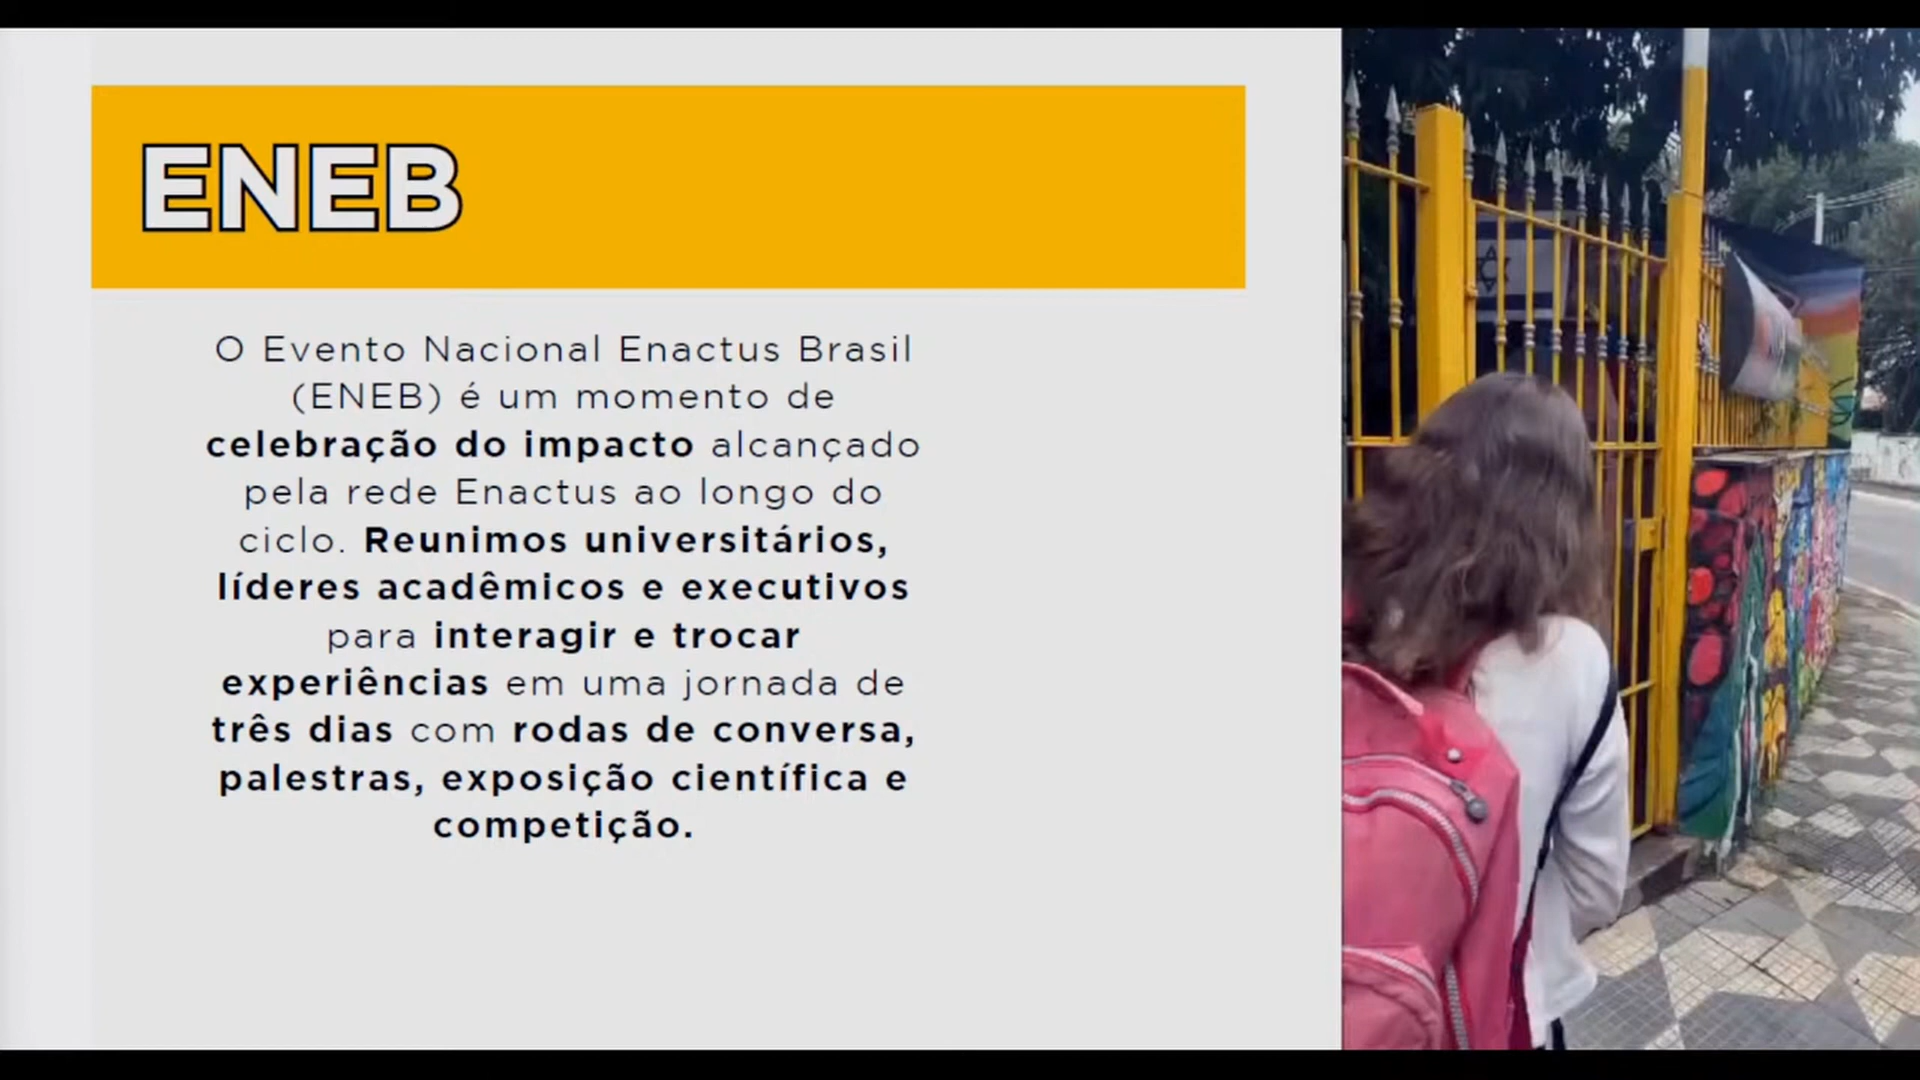 ENEB
O Evento Nacional Enactus Brasil
(ENEB) é um momento de
celebração do impacto alcançado
pela rede Enactus ao longo do
ciclo. Reunimos universitários,
líderes acadêmicos e executivos
para interagir e trocar
experiências em uma jornada de
três dias com rodas de conversa,
palestras, exposição científica e
competição.